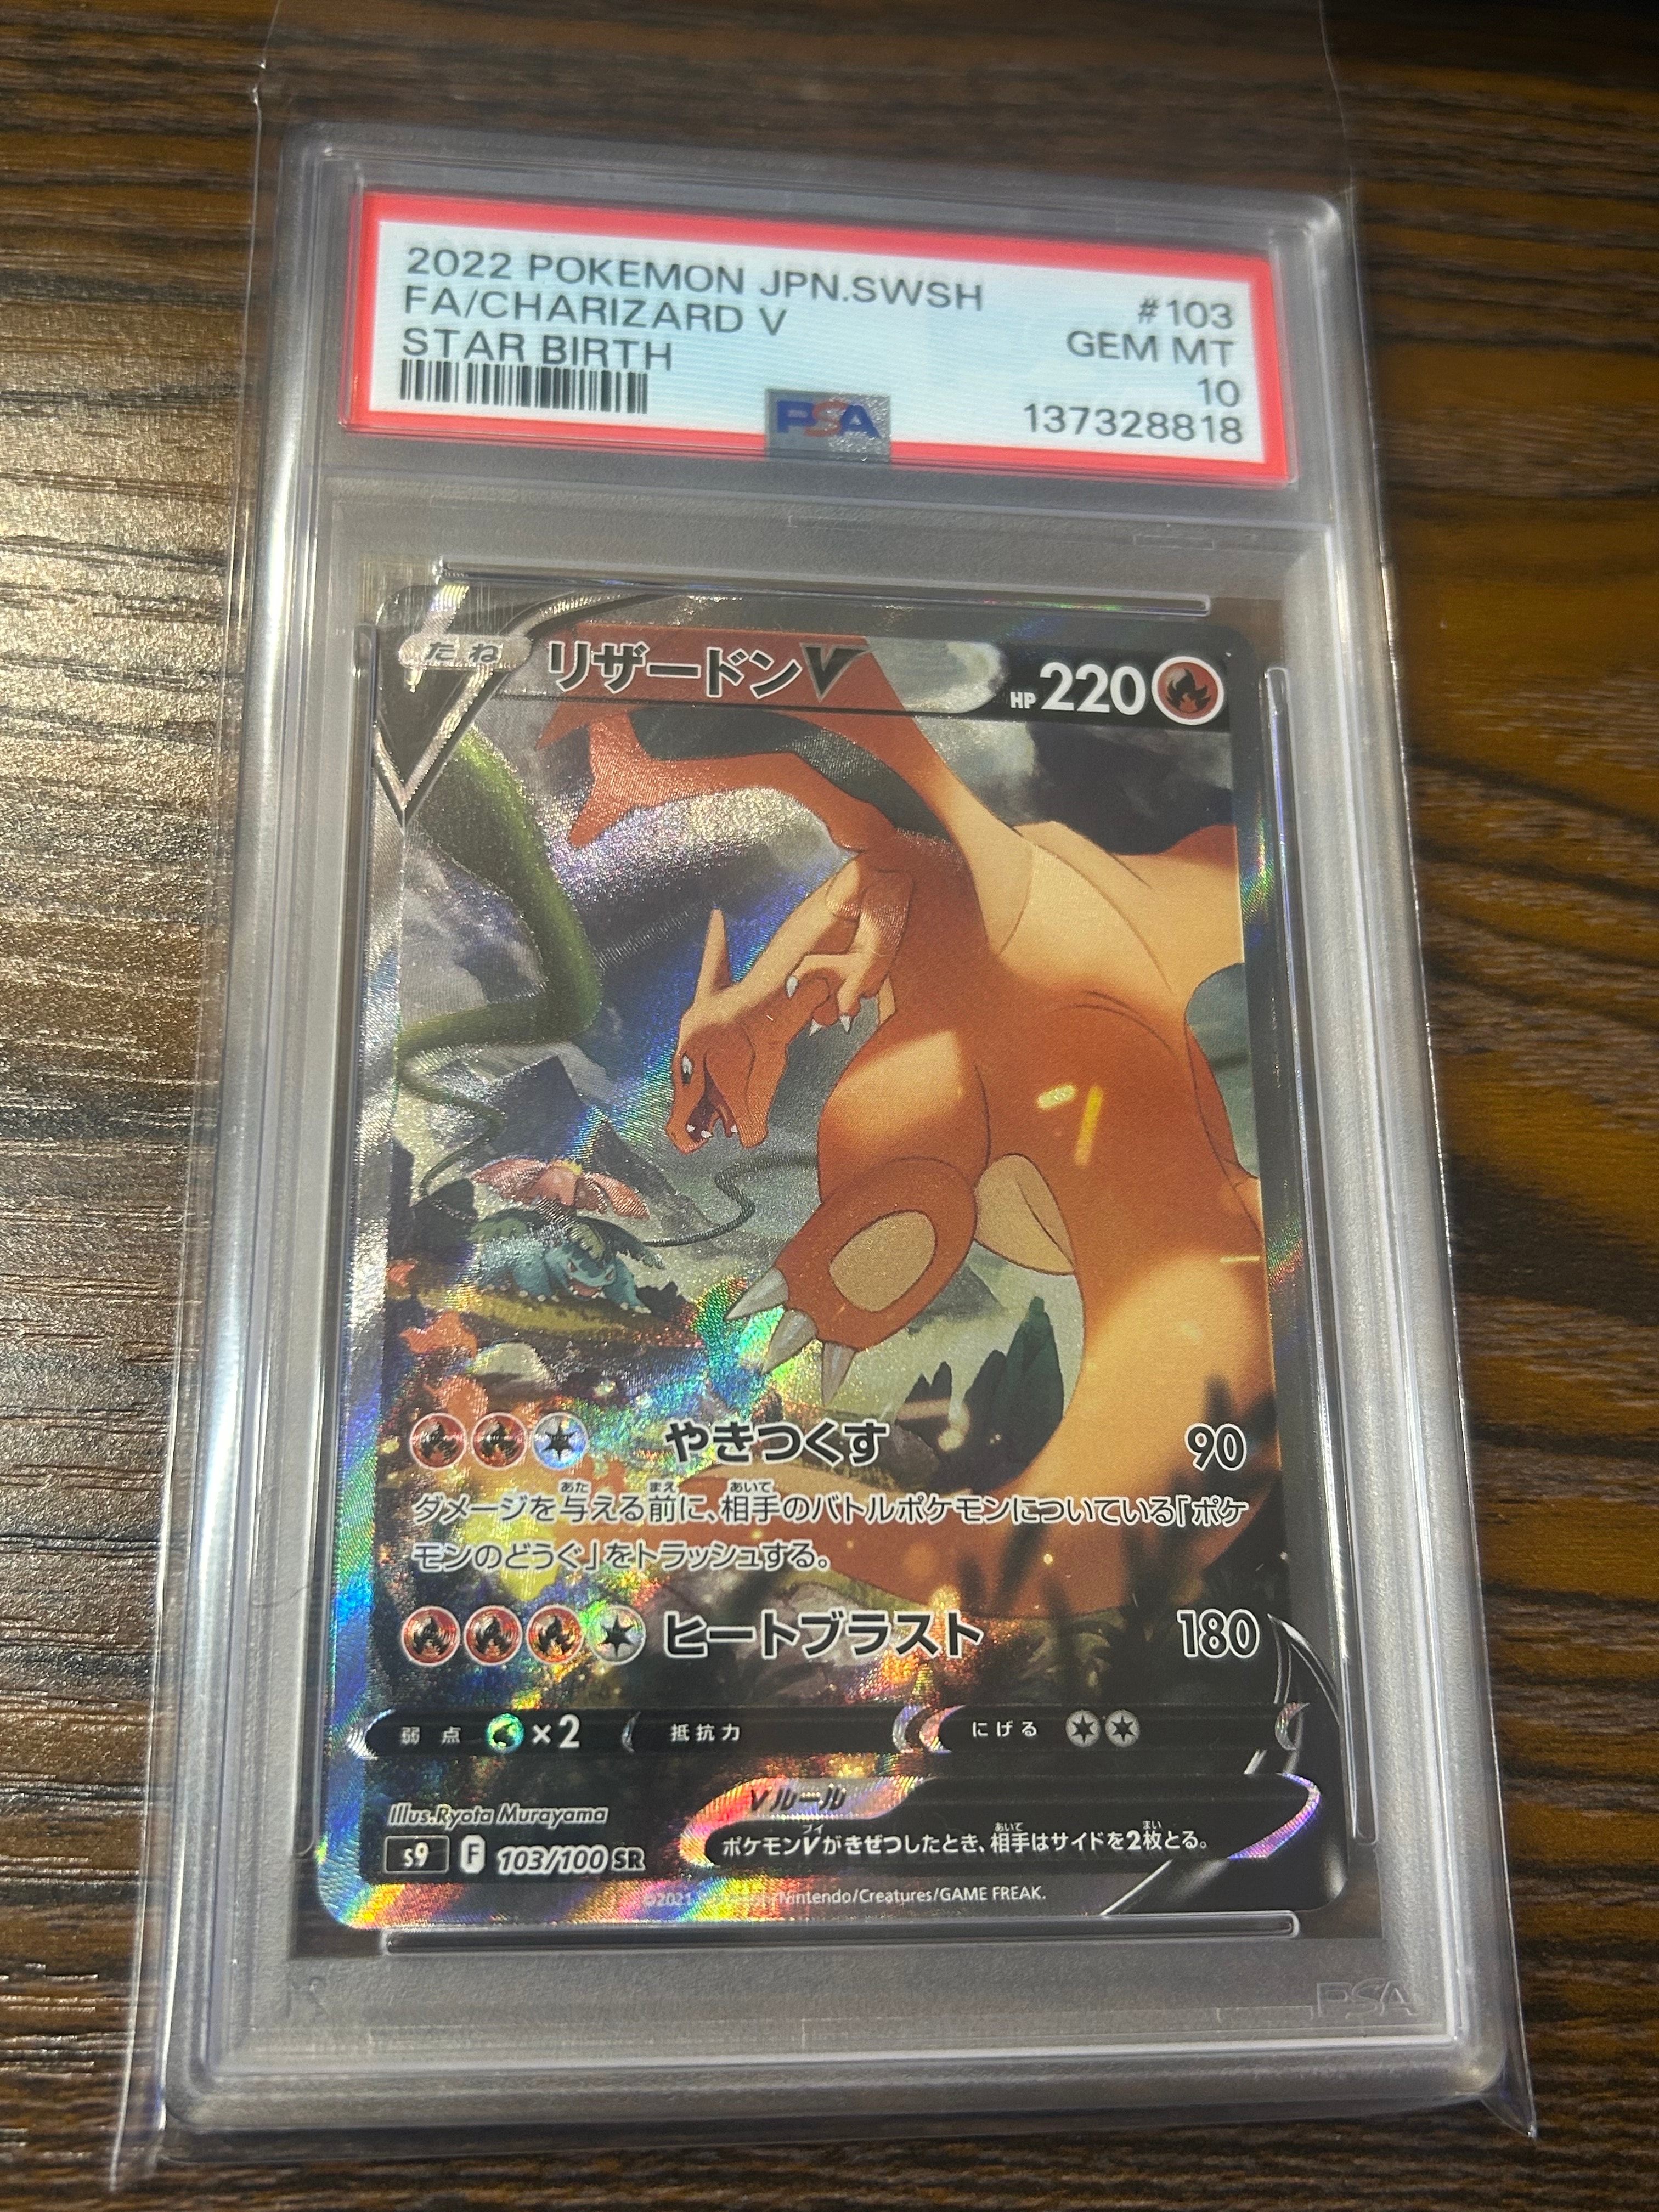 2022 POKEMON JPN.SWSH #103
FA/CHARIZARD V GEM MT
STAR BIRTH 10
PSA 137328818
たね リザードンV HP 220
やきつくす 90
ダメージを与える前に、相手のバトルポケモンについている「ポケ
モンのどうぐ」をトラッシュする。
ヒートブラスト 180
弱点 ×2 抵抗力 にげる
Illus.Ryota Murayama
Vルール
s9 F 103/100 SR
ポケモンVがきぜつしたとき、相手はサイドを2枚とる。
©2021 Nintendo/Creatures/GAME FREAK.
PSA